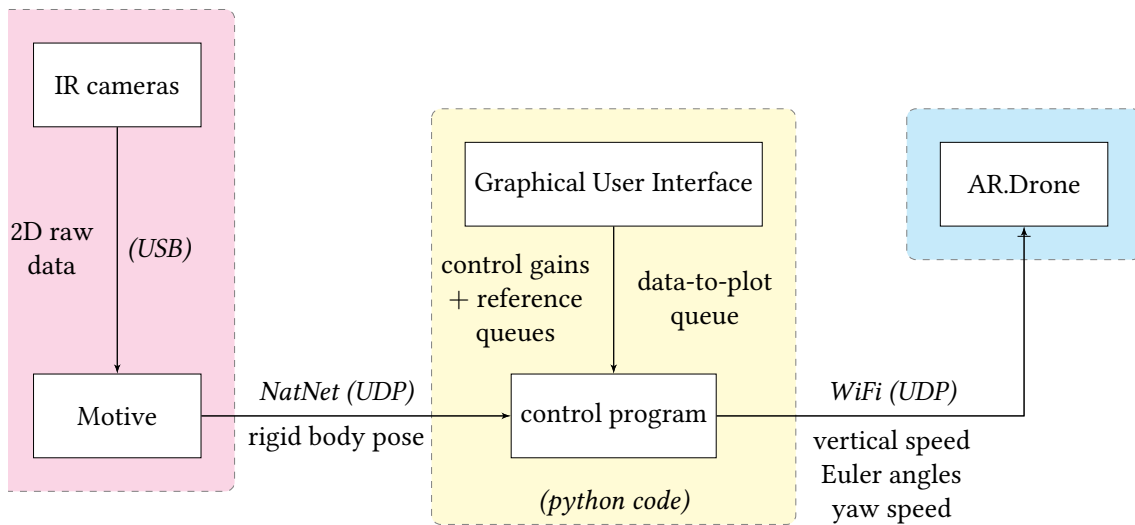 IR cameras
2D raw
data
(USB)
Motive
NatNet (UDP)
rigid body pose
Graphical User Interface
control gains
+ reference
queues
data-to-plot
queue
control program
(python code)
WiFi (UDP)
vertical speed
Euler angles
yaw speed
AR.Drone